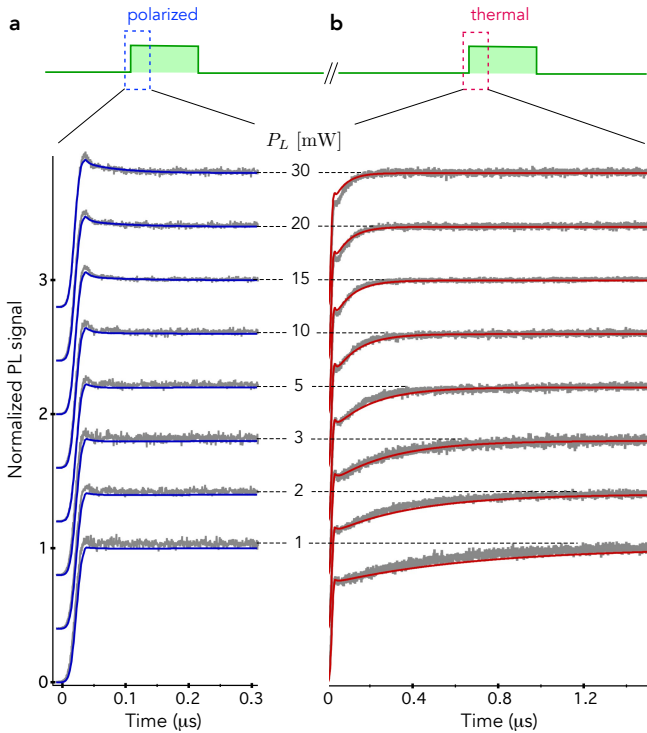 a
polarized
b
thermal
//
P_L [mW]
30
20
15
10
5
3
2
1
Normalized PL signal
3
2
1
0
0
0.1
0.2
0.3
Time (μs)
0
0.4
0.8
1.2
Time (μs)